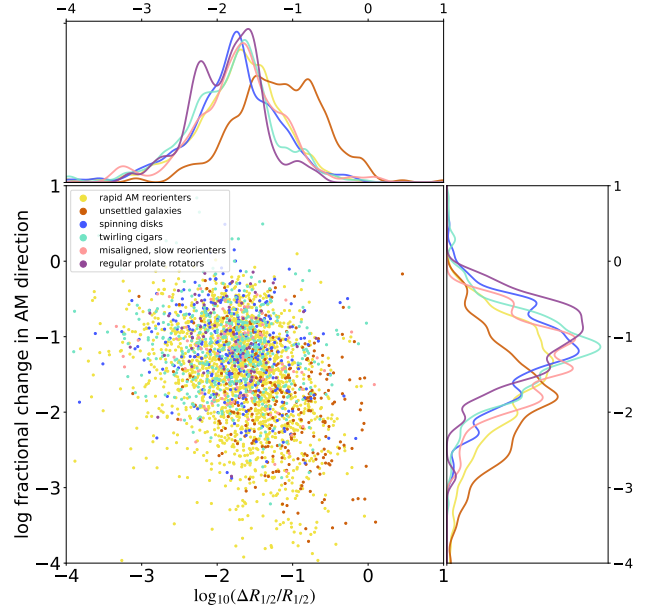 −4 −3 −2 −1 0 1
rapid AM reorienters
unsettled galaxies
spinning disks
twirling cigars
misaligned, slow reorienters
regular prolate rotators
1
0
−1
−2
−3
−4
log fractional change in AM direction
−4 −3 −2 −1 0 1
log₁₀(ΔR₁/₂/R₁/₂)
1
0
−1
−2
−3
−4